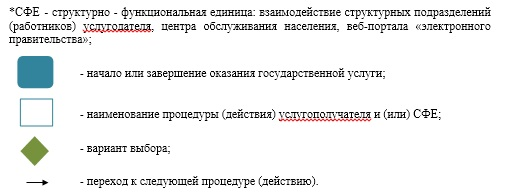 *СФЕ - структурно - функциональная единица: взаимодействие структурных подразделений
(работников) услугодателя, центра обслуживания населения, веб-портала «электронного
правительства»;
- начало или завершение оказания государственной услуги;
- наименование процедуры (действия) услугополучателя и (или) СФЕ;
- вариант выбора;
- переход к следующей процедуре (действию).